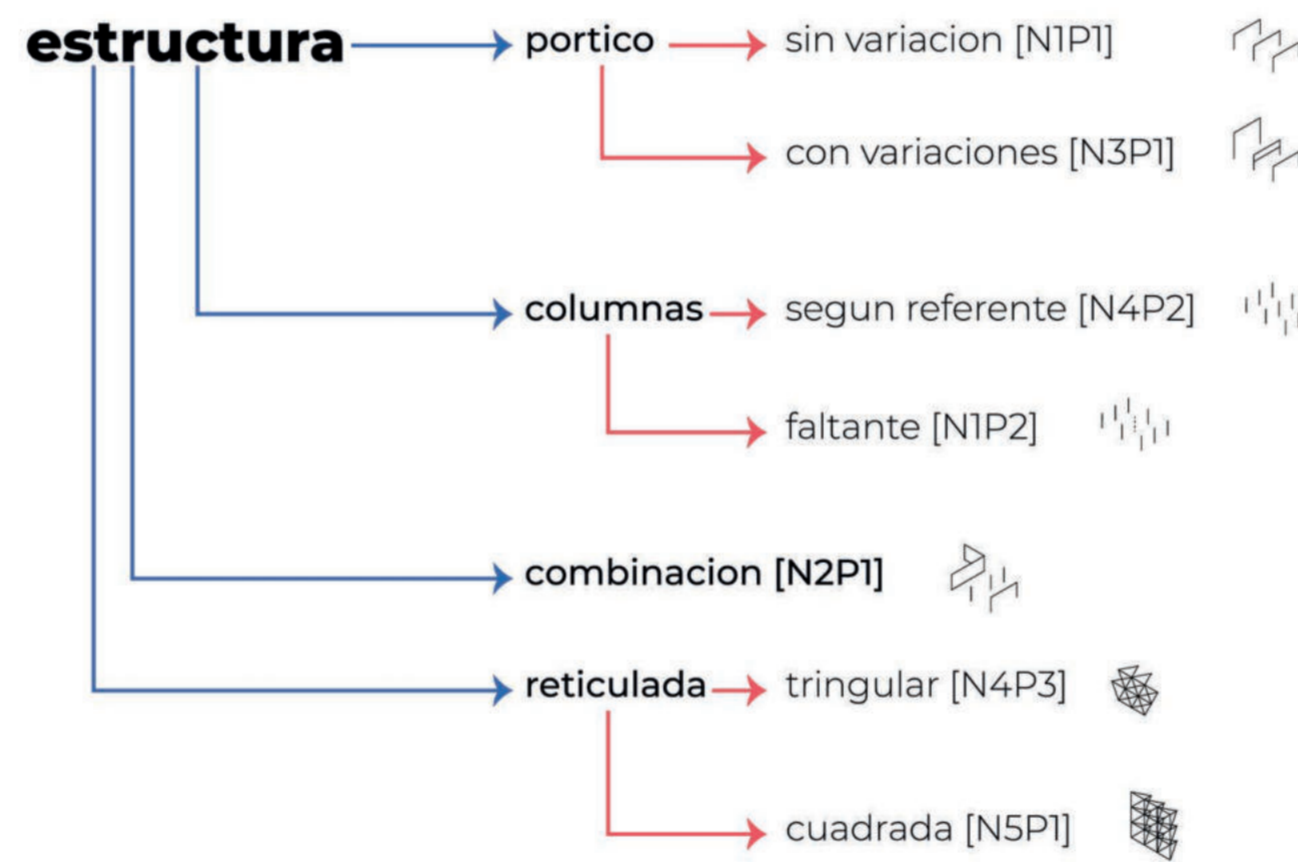 estructura
portico
sin variacion [N1P1]
con variaciones [N3P1]
columnas
segun referente [N4P2]
faltante [N1P2]
combinacion [N2P1]
reticulada
tringular [N4P3]
cuadrada [N5P1]